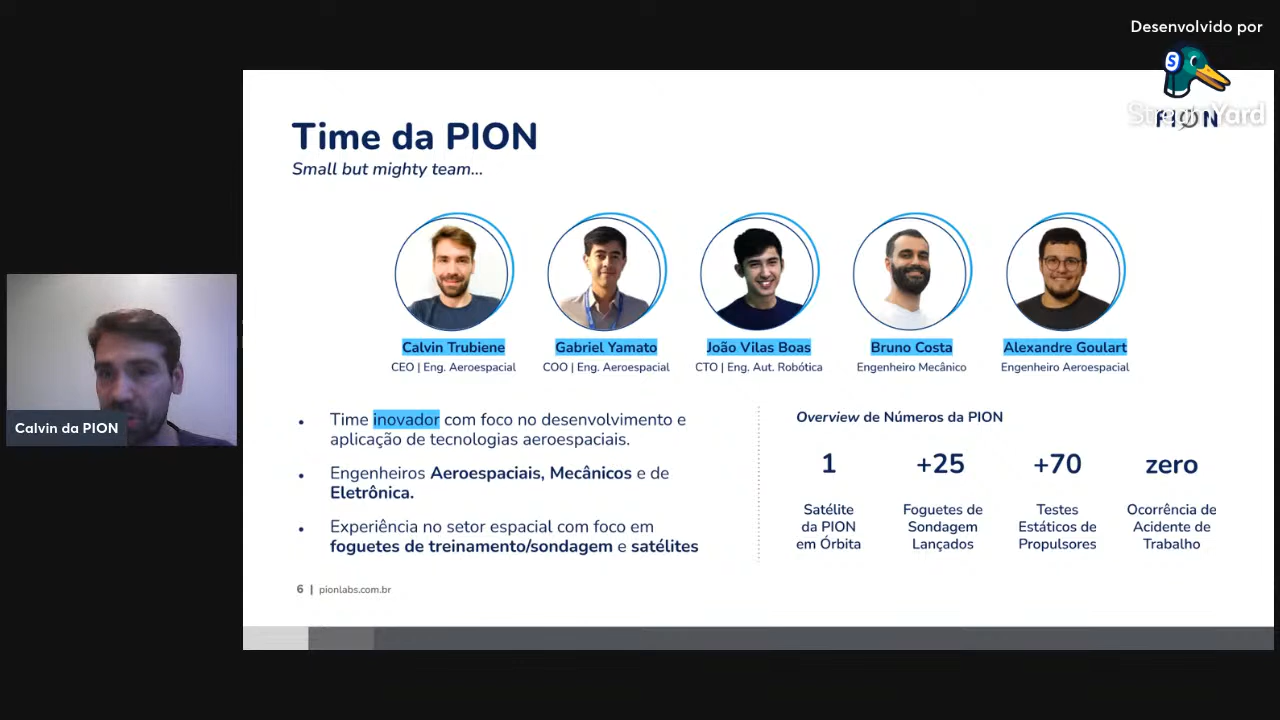 Desenvolvido por
StreamYard
PION
Time da PION
Small but mighty team...
Calvin Trubiene
CEO | Eng. Aeroespacial
Gabriel Yamato
COO | Eng. Aeroespacial
João Vilas Boas
CTO | Eng. Aut. Robótica
Bruno Costa
Engenheiro Mecânico
Alexandre Goulart
Engenheiro Aeroespacial
Calvin da PION
• Time inovador com foco no desenvolvimento e
aplicação de tecnologias aeroespaciais.
• Engenheiros Aeroespaciais, Mecânicos e de
Eletrônica.
• Experiência no setor espacial com foco em
foguetes de treinamento/sondagem e satélites
Overview de Números da PION
1
Satélite
da PION
em Órbita
+25
Foguetes de
Sondagem
Lançados
+70
Testes
Estáticos de
Propulsores
zero
Ocorrência de
Acidente de
Trabalho
6 | pionlabs.com.br